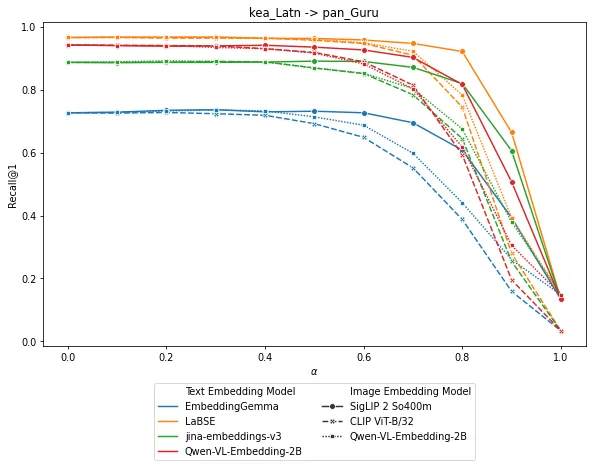 kea_Latn -> pan_Guru
Recall@1
1.0
0.8
0.6
0.4
0.2
0.0
0.0 0.2 0.4 0.6 0.8 1.0
α
Text Embedding Model
EmbeddingGemma
LaBSE
jina-embeddings-v3
Qwen-VL-Embedding-2B
Image Embedding Model
SigLIP 2 So400m
CLIP ViT-B/32
Qwen-VL-Embedding-2B